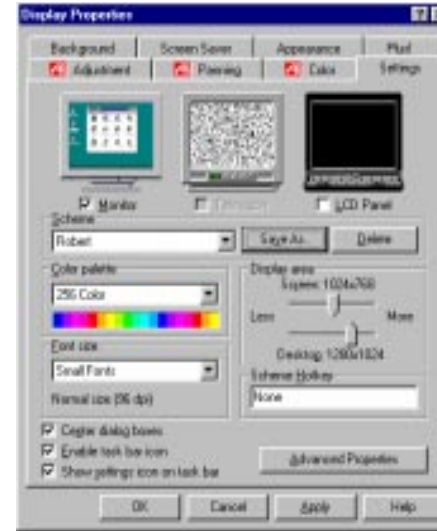 Display Properties
Background Screen Saver Appearance Plus!
Adjustment Panning Color Settings
Monitor Television LCD Panel
Scheme
Robert Save As... Delete
Color palette Display area
256 Color Screen: 1024x768
Less More
Font size Desktop: 1280x1024
Small Fonts Scheme Hotkey
Normal size (96 dpi) None
Center dialog boxes
Enable task bar icon Advanced Properties
Show settings icon on task bar
OK Cancel Apply Help